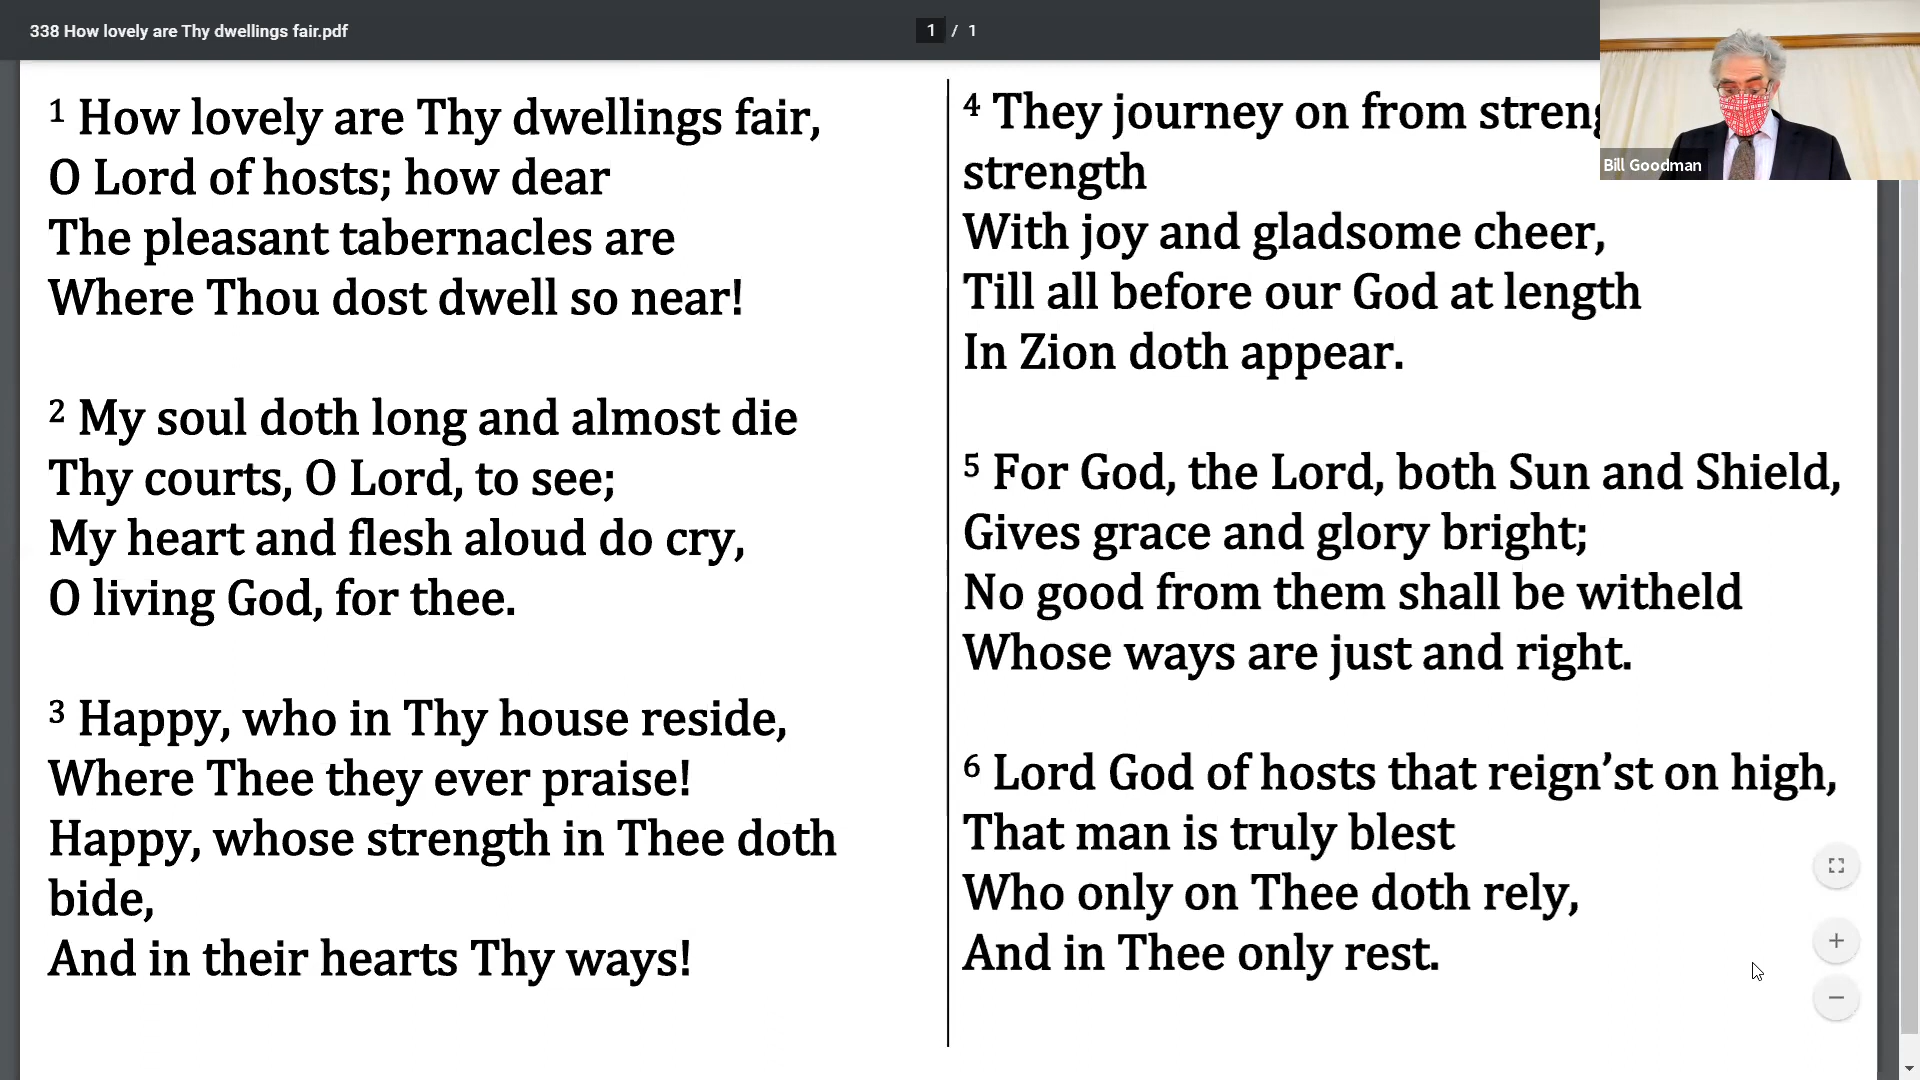 338 How lovely are Thy dwellings fair.pdf
1 / 1
Bill Goodman
1 How lovely are Thy dwellings fair,
O Lord of hosts; how dear
The pleasant tabernacles are
Where Thou dost dwell so near!
2 My soul doth long and almost die
Thy courts, O Lord, to see;
My heart and flesh aloud do cry,
O living God, for thee.
3 Happy, who in Thy house reside,
Where Thee they ever praise!
Happy, whose strength in Thee doth
bide,
And in their hearts Thy ways!
4 They journey on from
strength
With joy and gladsome cheer,
Till all before our God at length
In Zion doth appear.
5 For God, the Lord, both Sun and Shield,
Gives grace and glory bright;
No good from them shall be witheld
Whose ways are just and right.
6 Lord God of hosts that reign’st on high,
That man is truly blest
Who only on Thee doth rely,
And in Thee only rest.